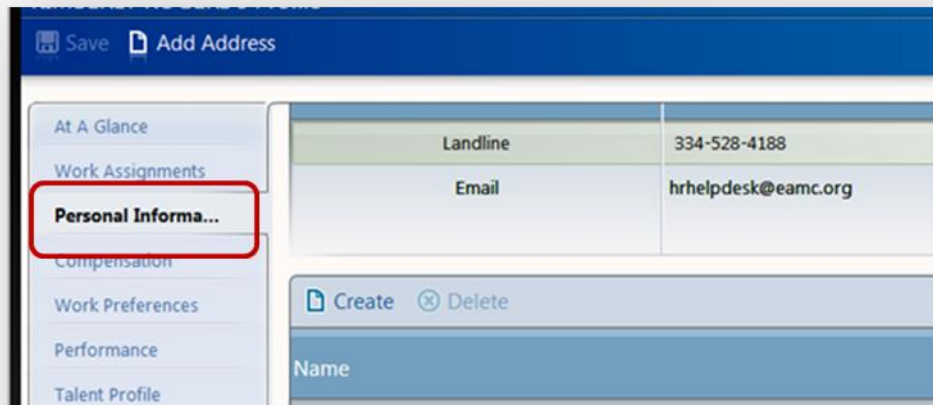 Save Add Address
At A Glance
Work Assignments
Personal Informa...
Compensation
Work Preferences
Performance
Talent Profile
Landline 334-528-4188
Email hrhelpdesk@eamc.org
Create Delete
Name